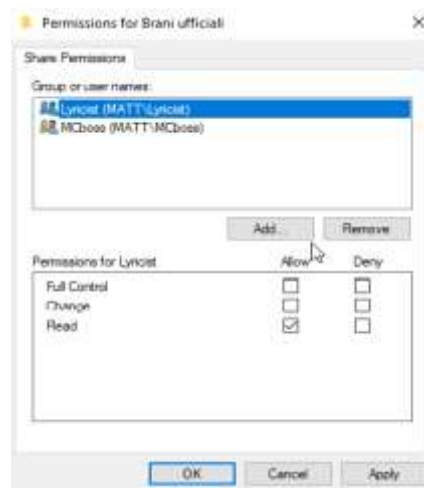 Permissions for Brani ufficiali
Share Permissions
Group or user names:
Lyricist (MATT\Lyricist)
MCboss (MATT\MCboss)
Add...
Remove
Permissions for Lyricist
Allow
Deny
Full Control
Change
Read
OK
Cancel
Apply